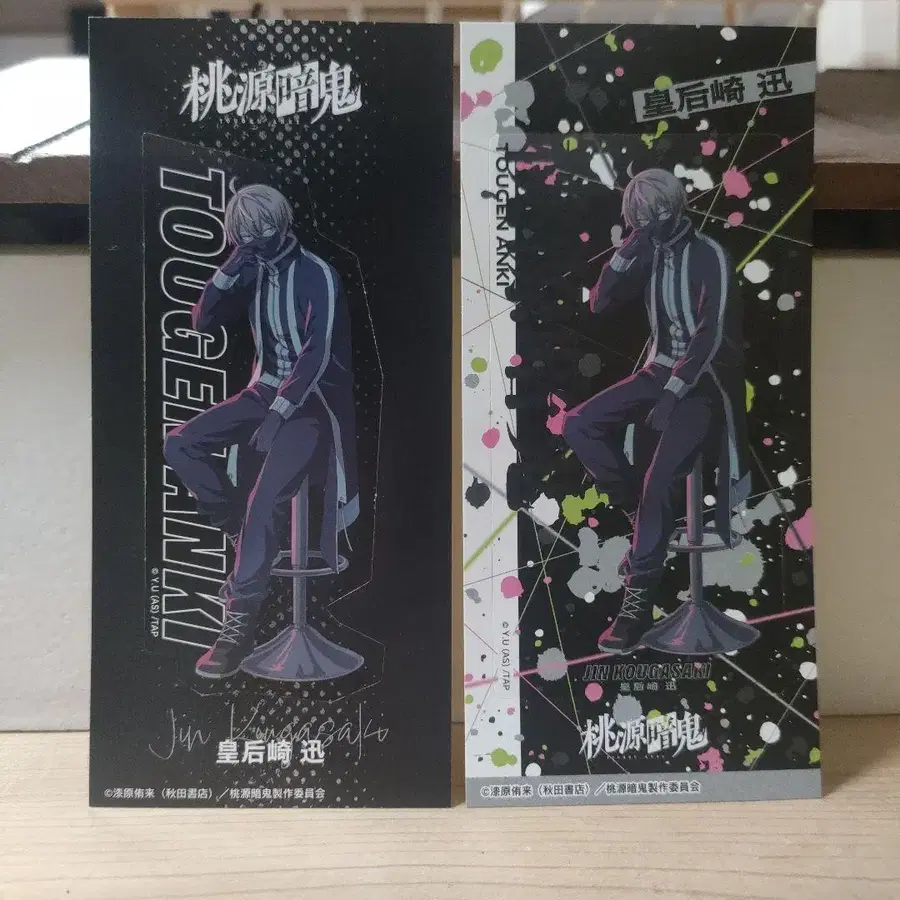 桃源暗鬼
TOUGEN ANKI
© Y.U (AS) /TAP
Jin Kougasaki
皇后崎 迅
©漆原侑来（秋田書店）／桃源暗鬼製作委員会
皇后崎 迅
TOUGEN ANKI
© Y.U (AS) /TAP
JIN KOUGASAKI
皇后崎 迅
桃源暗鬼
©漆原侑来（秋田書店）／桃源暗鬼製作委員会